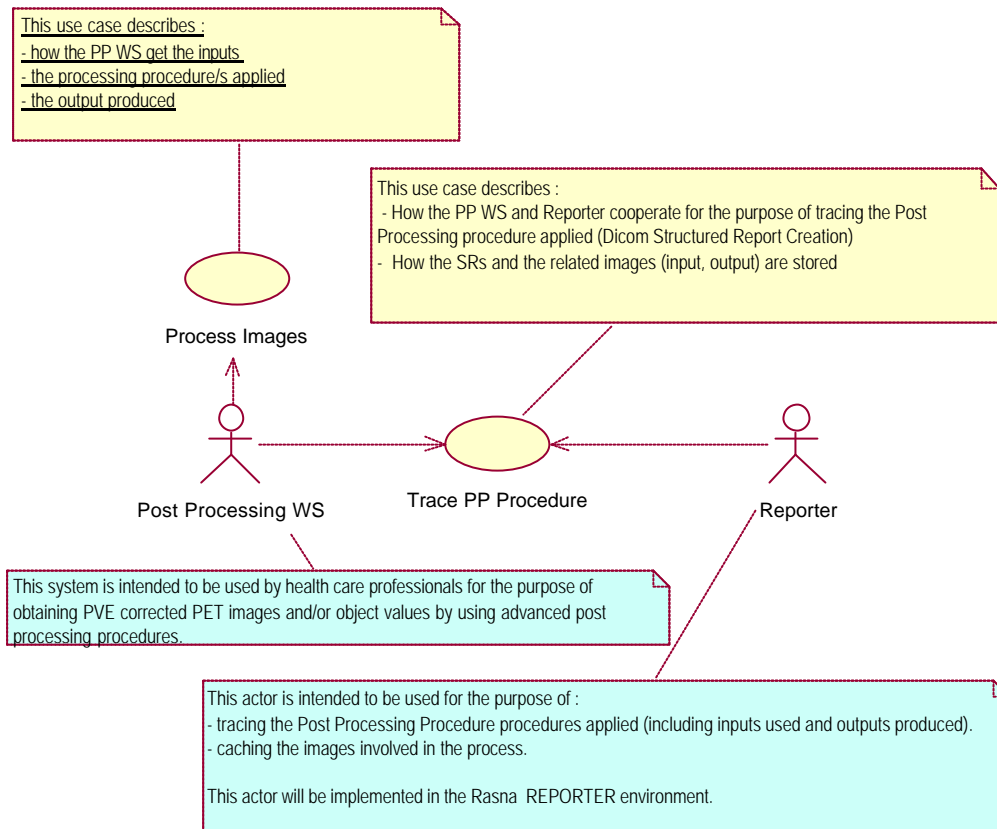 This use case describes :
- how the PP WS get the inputs
- the processing procedure/s applied
- the output produced
This use case describes :
- How the PP WS and Reporter cooperate for the purpose of tracing the Post
Processing procedure applied (Dicom Structured Report Creation)
- How the SRs and the related images (input, output) are stored
Process Images
Post Processing WS
Trace PP Procedure
Reporter
This system is intended to be used by health care professionals for the purpose of
obtaining PVE corrected PET images and/or object values by using advanced post
processing procedures.
This actor is intended to be used for the purpose of :
- tracing the Post Processing Procedure procedures applied (including inputs used and outputs produced).
- caching the images involved in the process.
This actor will be implemented in the Rasna REPORTER environment.